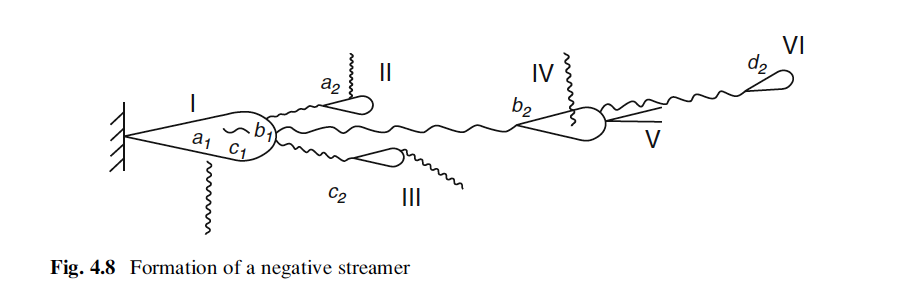 VI
d2
II
IV
a2
I
b2
b1
a1
c1
V
c2
III
Fig. 4.8 Formation of a negative streamer